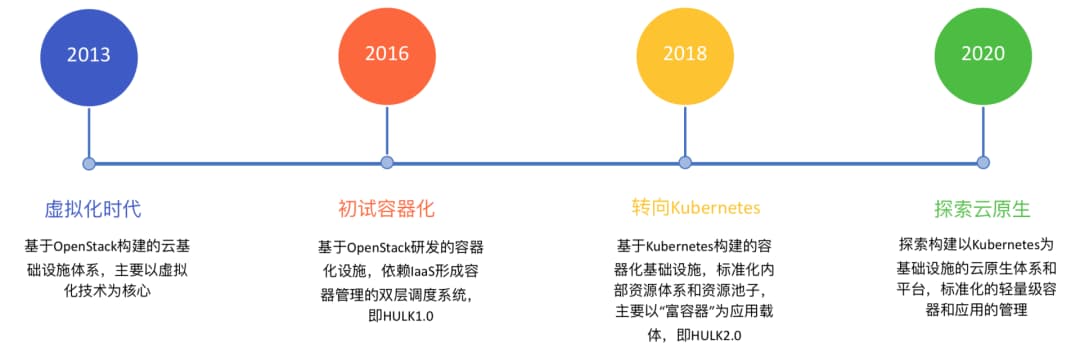 2013
2016
2018
2020
虚拟化时代
初试容器化
转向Kubernetes
探索云原生
基于OpenStack构建的云基
础设施体系，主要以虚拟
化技术为核心
基于OpenStack研发的容器
化设施，依赖IaaS形成容
器管理的双层调度系统，
即HULK1.0
基于Kubernetes构建的容
器化基础设施，标准化内
部资源体系和资源池子，
主要以“富容器”为应用载
体，即HULK2.0
探索构建以Kubernetes为
基础设施的云原生体系和
平台，标准化的轻量级容
器和应用的管理